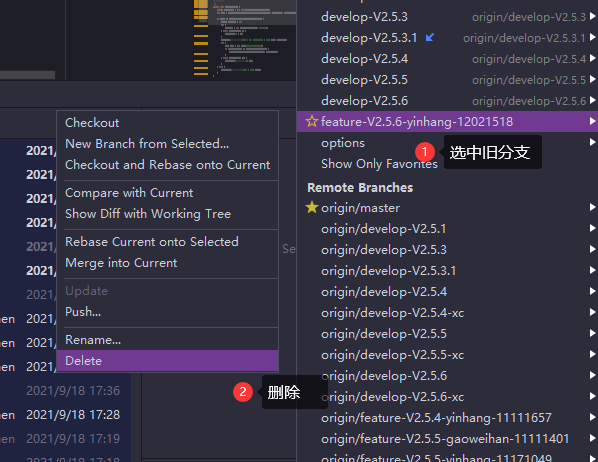 develop-V2.5.3 origin/develop-V2.5.3
develop-V2.5.3.1 origin/develop-V2.5.3.1
develop-V2.5.4 origin/develop-V2.5.4
develop-V2.5.5 origin/develop-V2.5.5
develop-V2.5.6 origin/develop-V2.5.6
feature-V2.5.6-yinhang-12021518
options
1 选中旧分支
Show Only Favorites
Remote Branches
origin/master
origin/develop-V2.5.1
origin/develop-V2.5.3
origin/develop-V2.5.3.1
origin/develop-V2.5.4
origin/develop-V2.5.4-xc
origin/develop-V2.5.5
origin/develop-V2.5.5-xc
origin/develop-V2.5.6
origin/develop-V2.5.6-xc
origin/feature-V2.5.4-yinhang-11111657
origin/feature-V2.5.5-gaoweihan-11111401
origin/feature-V2.5.5-yinhang-11171049
Checkout
New Branch from Selected...
Checkout and Rebase onto Current
Compare with Current
Show Diff with Working Tree
Rebase Current onto Selected
Merge into Current
Update
Push...
Rename...
Delete
2 删除
2021/
2021/
2021/
2021/
2021/
2021/
2021/
2021/
2021/
2021/
2021/
2021/9/18 17:36
2021/9/18 17:28
2021/9/18 17:19
2021/9/18 17:18